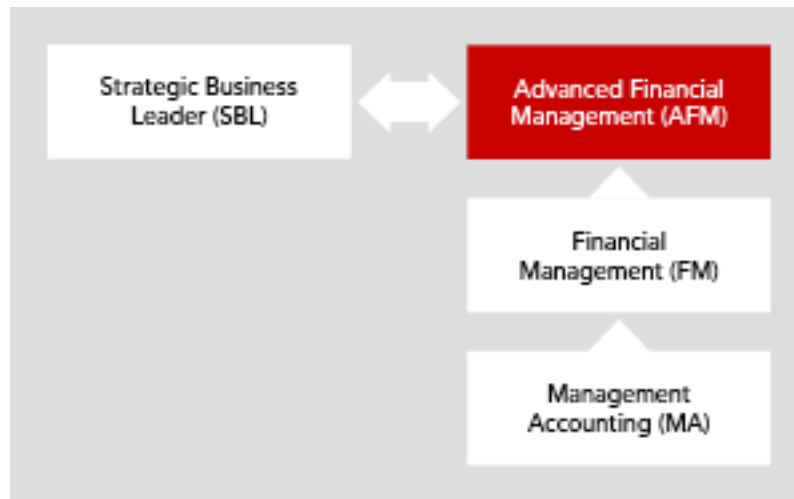 Strategic Business
Leader (SBL)
Advanced Financial
Management (AFM)
Financial
Management (FM)
Management
Accounting (MA)